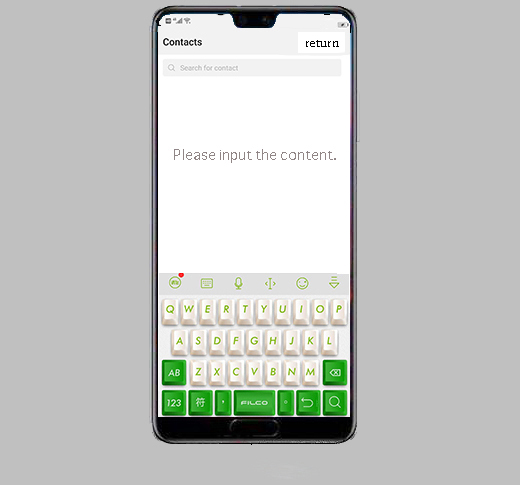 Contacts
return
Search for contact
Please input the content.
Q W E R T Y U I O P
A S D F G H J K L
AB Z X C V B N M
123 符 , FILCO 。